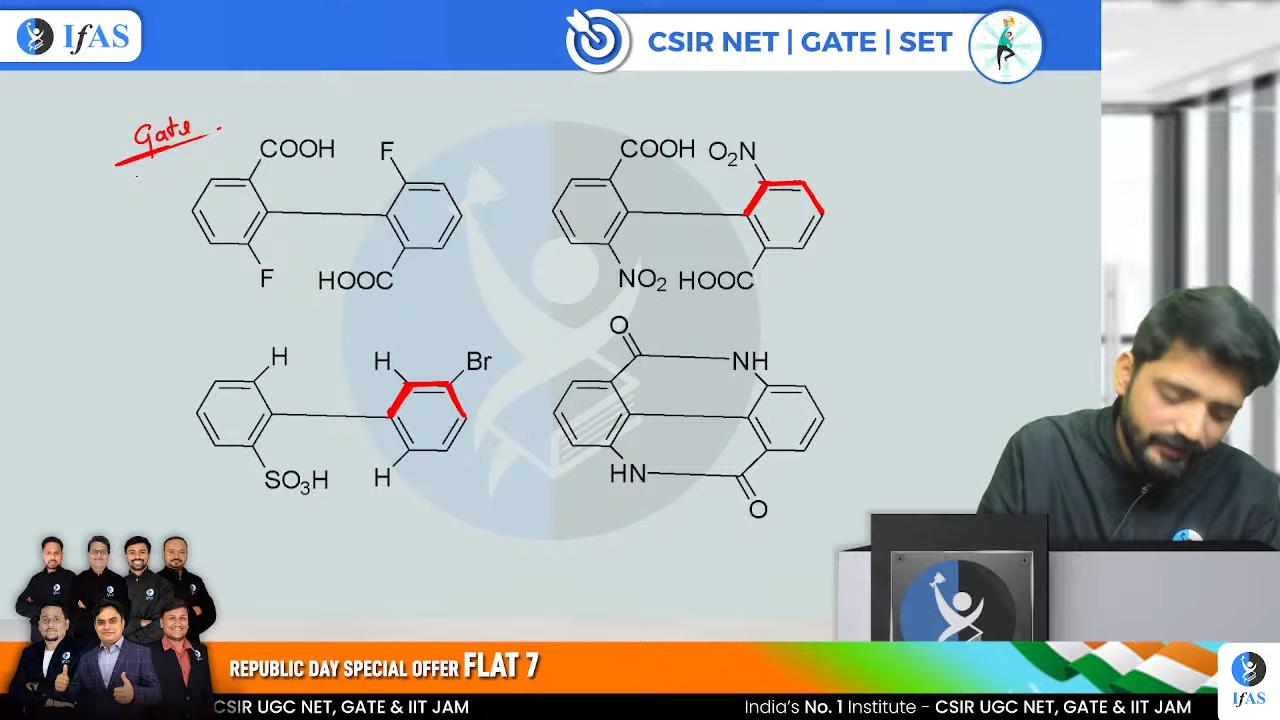 IfAS
CSIR NET | GATE | SET
Gate
COOH F
F HOOC
COOH O2N
NO2 HOOC
H H Br
SO3H H
O NH
HN O
REPUBLIC DAY SPECIAL OFFER FLAT 7
CSIR UGC NET, GATE & IIT JAM
India's No. 1 Institute - CSIR UGC NET, GATE & IIT JAM
IfAS